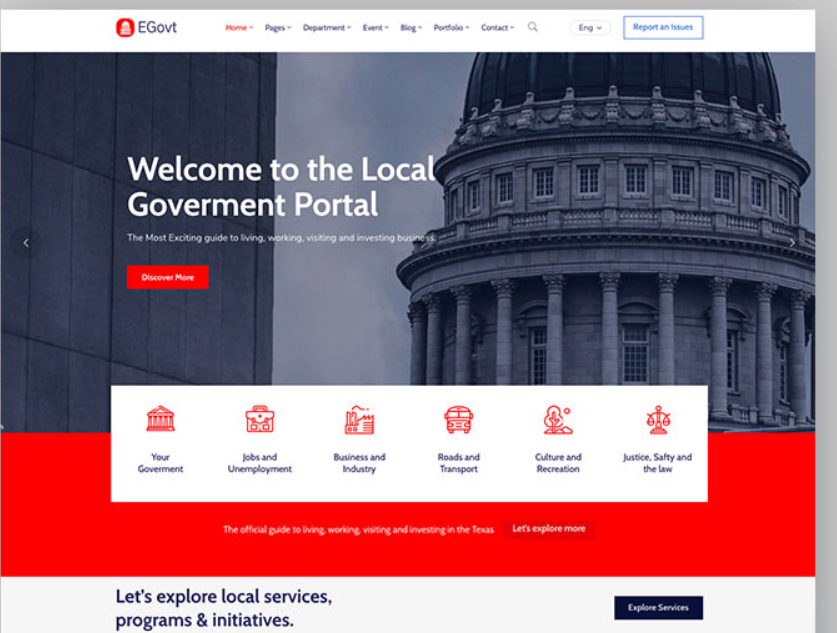 EGovt
Home Pages Department Event Blog Portfolio Contact Eng Report an Issues
Welcome to the Local
Goverment Portal
The Most Exciting guide to living, working, visiting and investing business.
Discover More
Your
Goverment
Jobs and
Unemployment
Business and
Industry
Roads and
Transport
Culture and
Recreation
Justice, Safty and
the law
The official guide to living, working, visiting and investing in the Texas Let's explore more
Let's explore local services,
programs & initiatives.
Explore Services